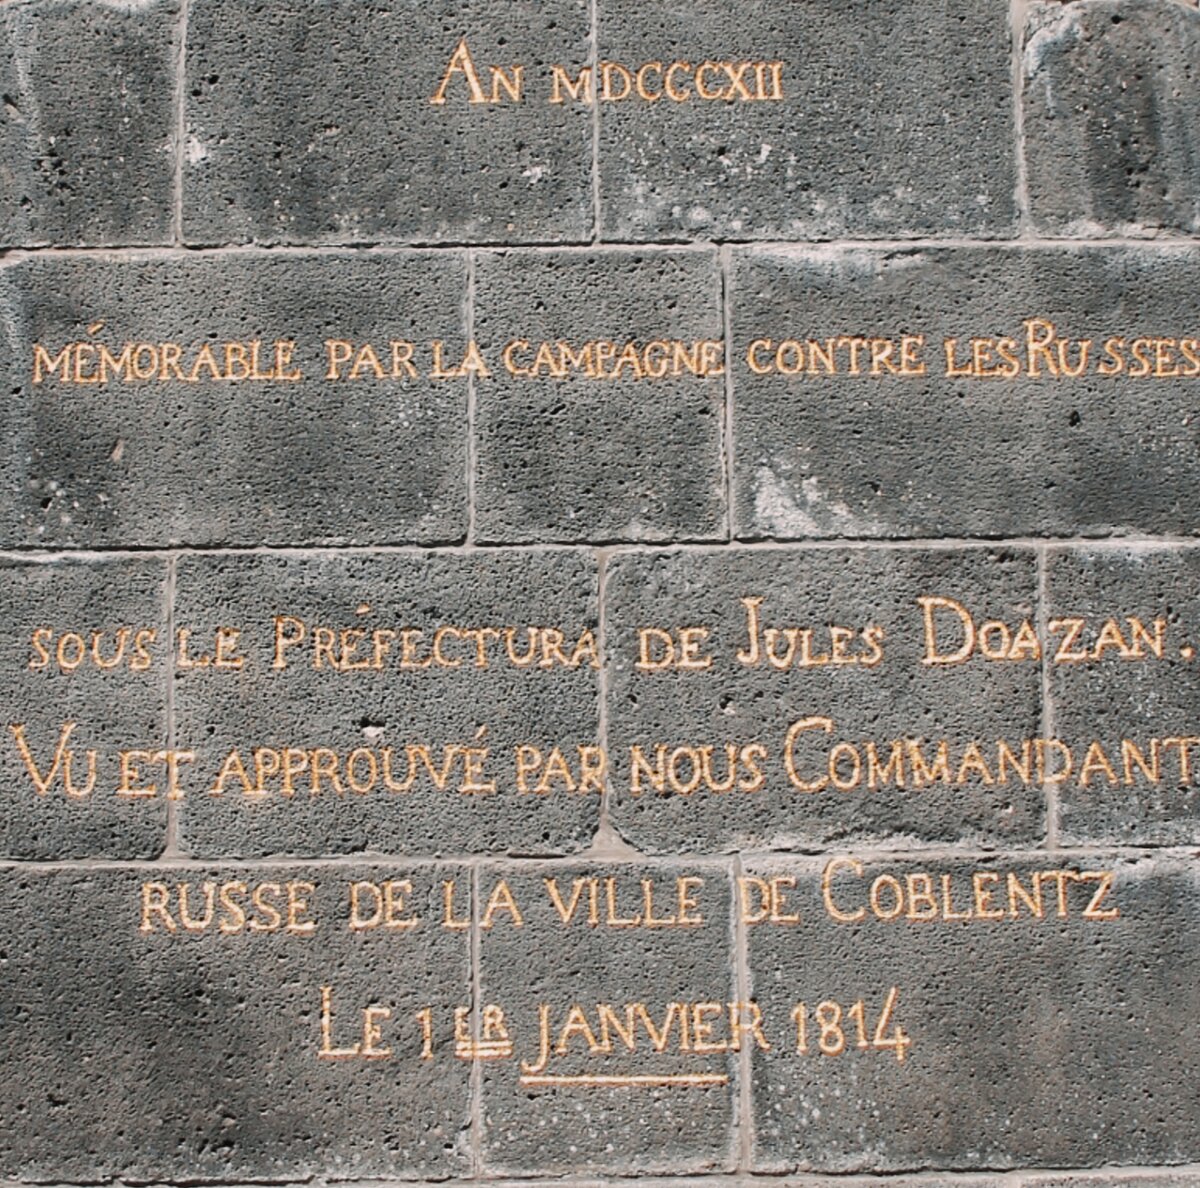 An MDCCCXII
MÉMORABLE PAR LA CAMPAGNE CONTRE LES RUSSES
SOUS LE PRÉFECTURA DE JULES DOAZAN.
VU ET APPROUVÉ PAR NOUS COMMANDANT
RUSSE DE LA VILLE DE COBLENTZ
LE 1ER JANVIER 1814